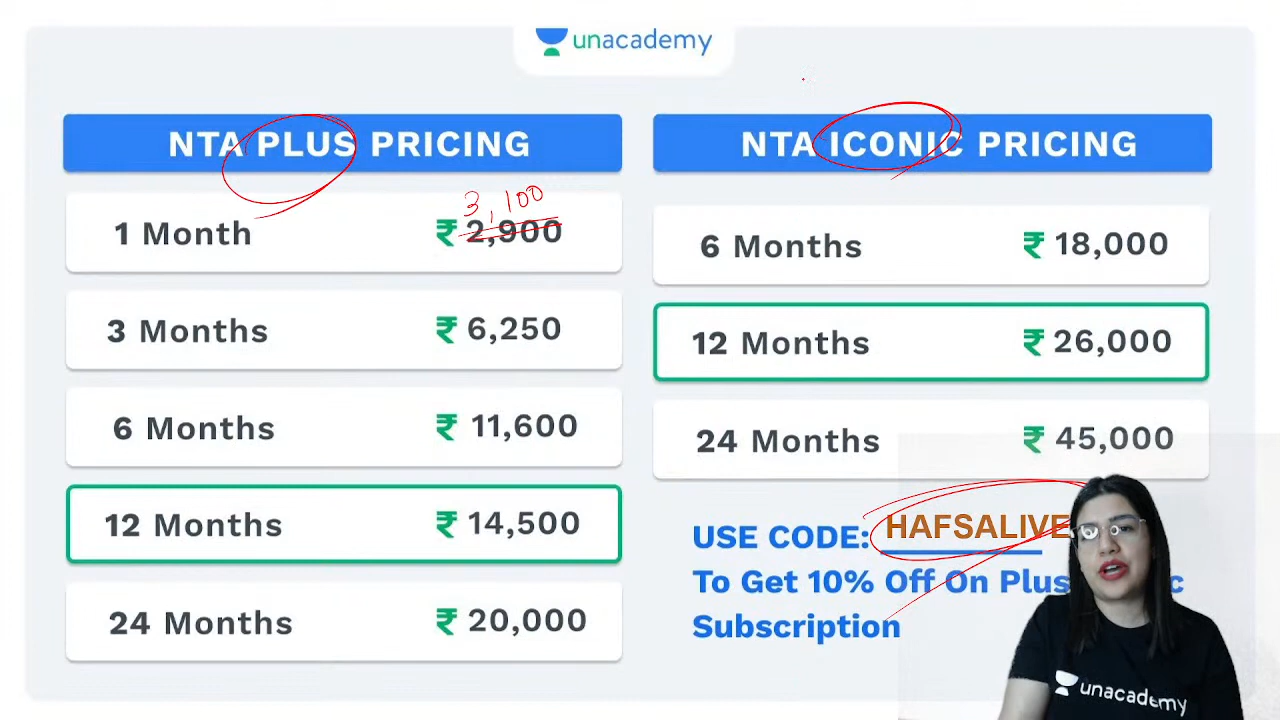 unacademy
NTA PLUS PRICING
1 Month ₹ 2,900
3,100
3 Months ₹ 6,250
6 Months ₹ 11,600
12 Months ₹ 14,500
24 Months ₹ 20,000
NTA ICONIC PRICING
6 Months ₹ 18,000
12 Months ₹ 26,000
24 Months ₹ 45,000
USE CODE: HAFSALIVE
To Get 10% Off On Plus
Subscription
unacademy